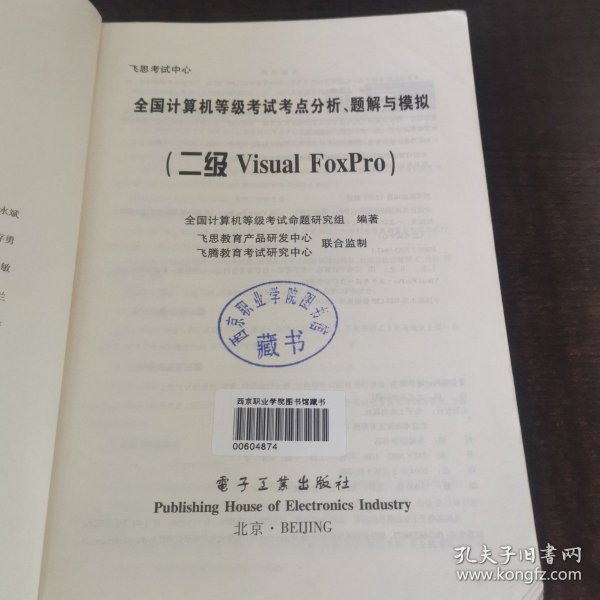 飞思考试中心
全国计算机等级考试考点分析、题解与模拟
(二级 Visual FoxPro)
全国计算机等级考试命题研究组 编著
飞思教育产品研发中心
飞腾教育考试研究中心
联合监制
西京职业学院图书馆
藏书
西京职业学院图书馆藏书
00604874
電子工業出版社
Publishing House of Electronics Industry
北京·BEIJING
永斌
勇
敏
兰
孔夫子旧书网
www.kongfz.com